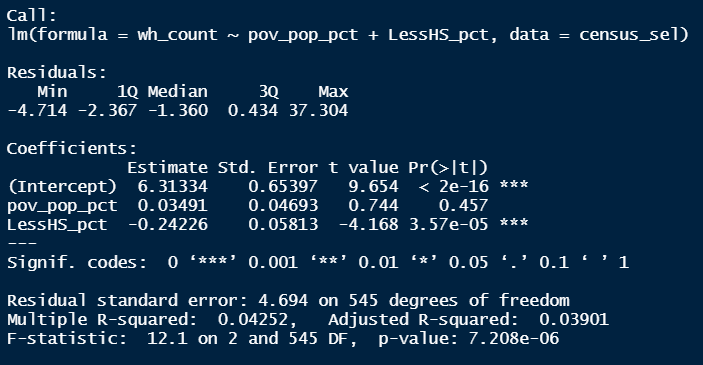 Call:
lm(formula = wh_count ~ pov_pop_pct + LessHS_pct, data = census_sel)
Residuals:
Min 1Q Median 3Q Max
-4.714 -2.367 -1.360 0.434 37.304
Coefficients:
Estimate Std. Error t value Pr(>|t|)
(Intercept) 6.31334 0.65397 9.654 < 2e-16 ***
pov_pop_pct 0.03491 0.04693 0.744 0.457
LessHS_pct -0.24226 0.05813 -4.168 3.57e-05 ***
---
Signif. codes: 0 ‘***’ 0.001 ‘**’ 0.01 ‘*’ 0.05 ‘.’ 0.1 ‘ ’ 1
Residual standard error: 4.694 on 545 degrees of freedom
Multiple R-squared: 0.04252, Adjusted R-squared: 0.03901
F-statistic: 12.1 on 2 and 545 DF, p-value: 7.208e-06